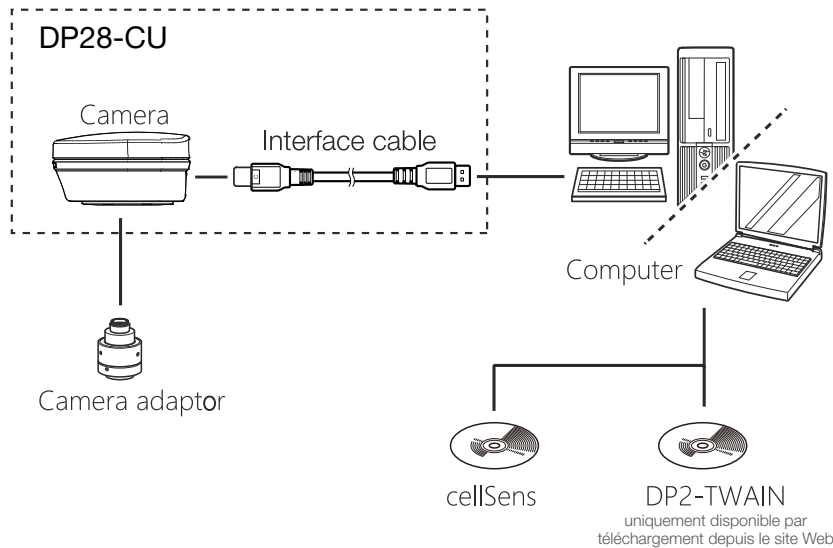 DP28-CU
Camera
Interface cable
Computer
Camera adaptor
cellSens
DP2-TWAIN
uniquement disponible par
téléchargement depuis le site Web